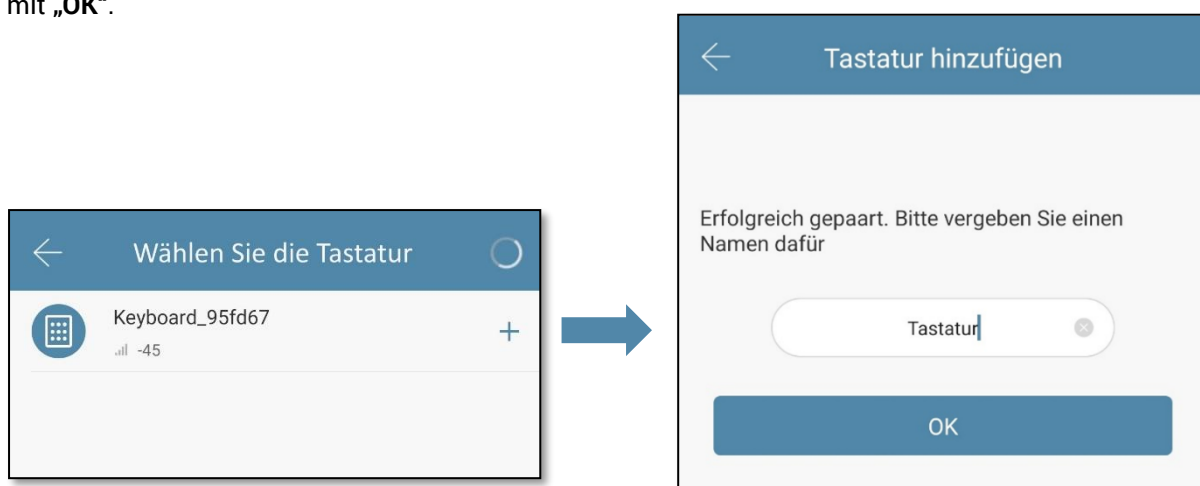 mit „OK“.
Wählen Sie die Tastatur
Keyboard_95fd67
-45
Tastatur hinzufügen
Erfolgreich gepaart. Bitte vergeben Sie einen
Namen dafür
Tastatur
OK